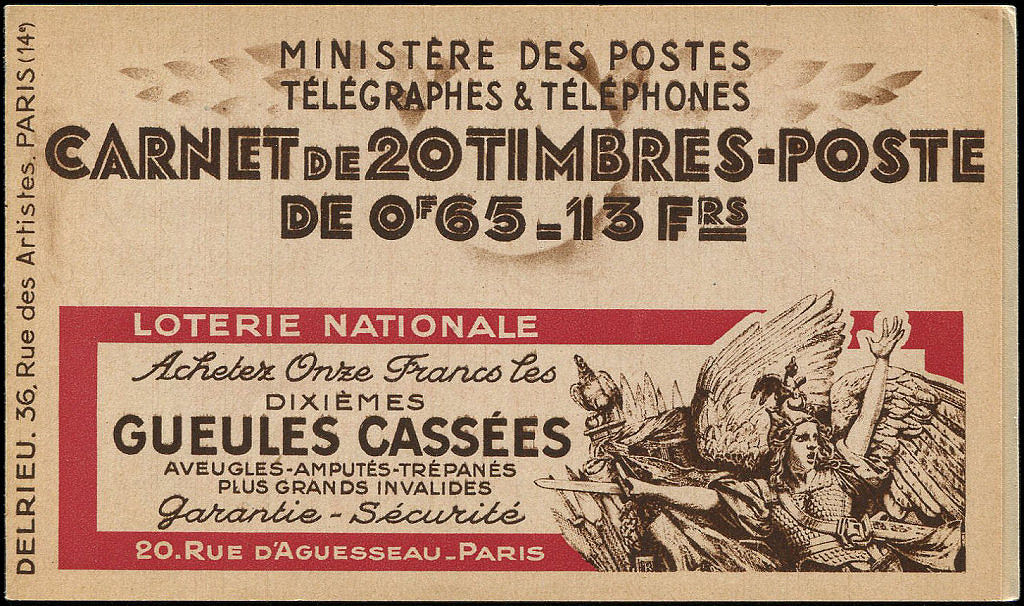 MINISTÈRE DES POSTES
TÉLÉGRAPHES & TÉLÉPHONES
CARNET DE 20 TIMBRES-POSTE
DE 0F65-13 FRS
DELRIEU. 36, Rue des Artistes. PARIS (14e)
LOTERIE NATIONALE
Achetez Onze Francs les
DIXIÈMES
GUEULES CASSÉES
AVEUGLES-AMPUTÉS-TRÉPANÉS
PLUS GRANDS INVALIDES
Garantie - Sécurité
20. RUE D'AGUESSEAU_PARIS